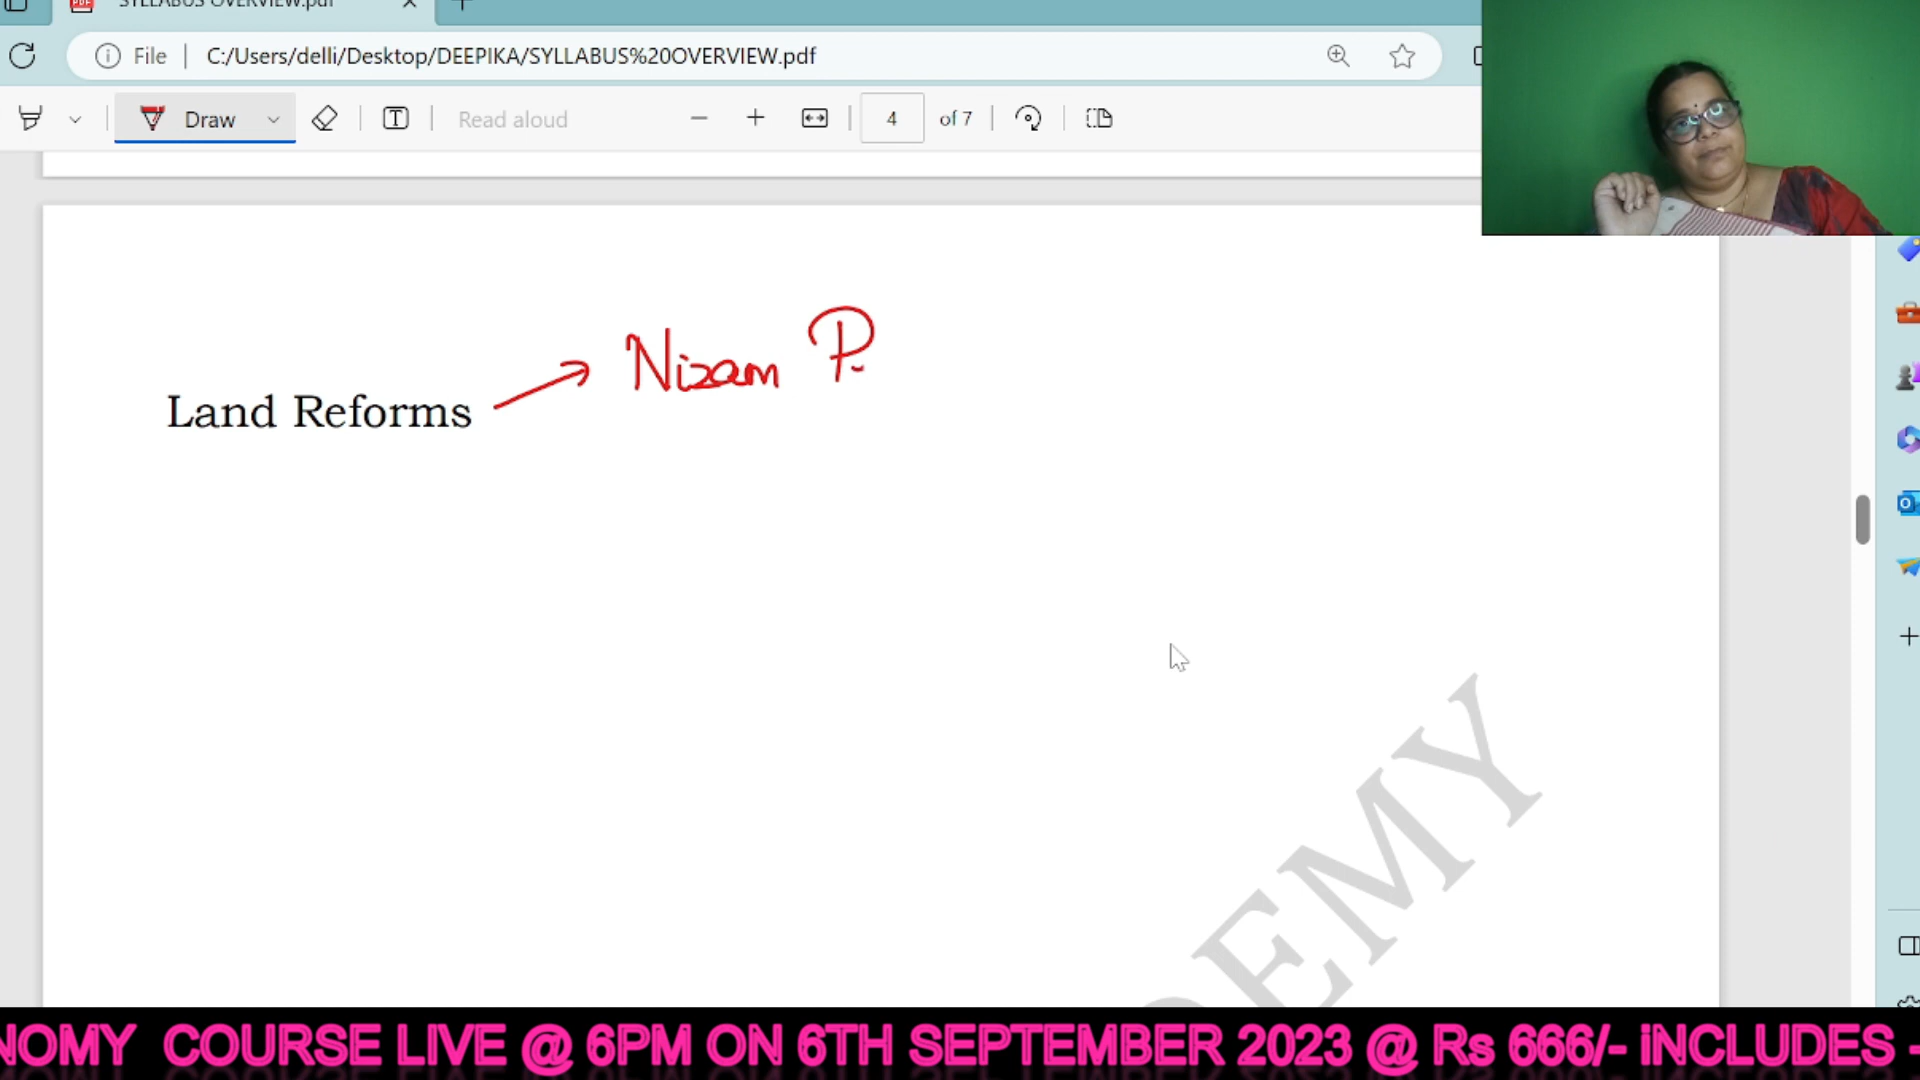 SYLLABUS OVERVIEW.pdf
File | C:/Users/delli/Desktop/DEEPIKA/SYLLABUS%20OVERVIEW.pdf
Draw Read aloud 4 of 7
Nizam P.
Land Reforms
DEMY
NOMY COURSE LIVE @ 6PM ON 6TH SEPTEMBER 2023 @ Rs 666/- iNCLUDES -